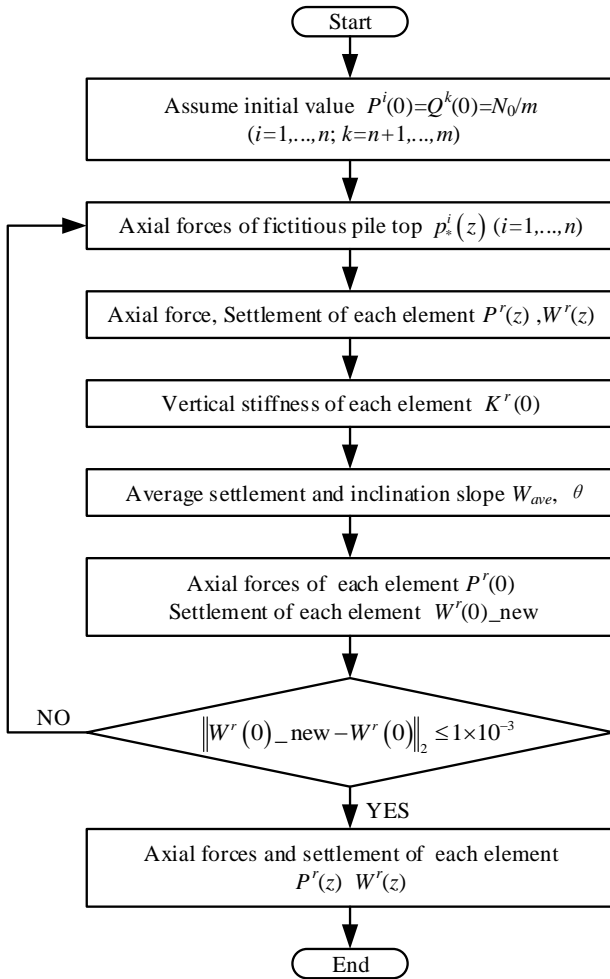 Start
Assume initial value P^i(0)=Q^k(0)=N_0/m
(i=1,...,n; k=n+1,...,m)
Axial forces of fictitious pile top p_*^i(z) (i=1,...,n)
Axial force, Settlement of each element P^r(z) ,W^r(z)
Vertical stiffness of each element K^r(0)
Average settlement and inclination slope W_ave, θ
Axial forces of each element P^r(0)
Settlement of each element W^r(0)_new
NO
‖W^r(0)_new−W^r(0)‖_2 ≤1×10^−3
YES
Axial forces and settlement of each element
P^r(z) W^r(z)
End